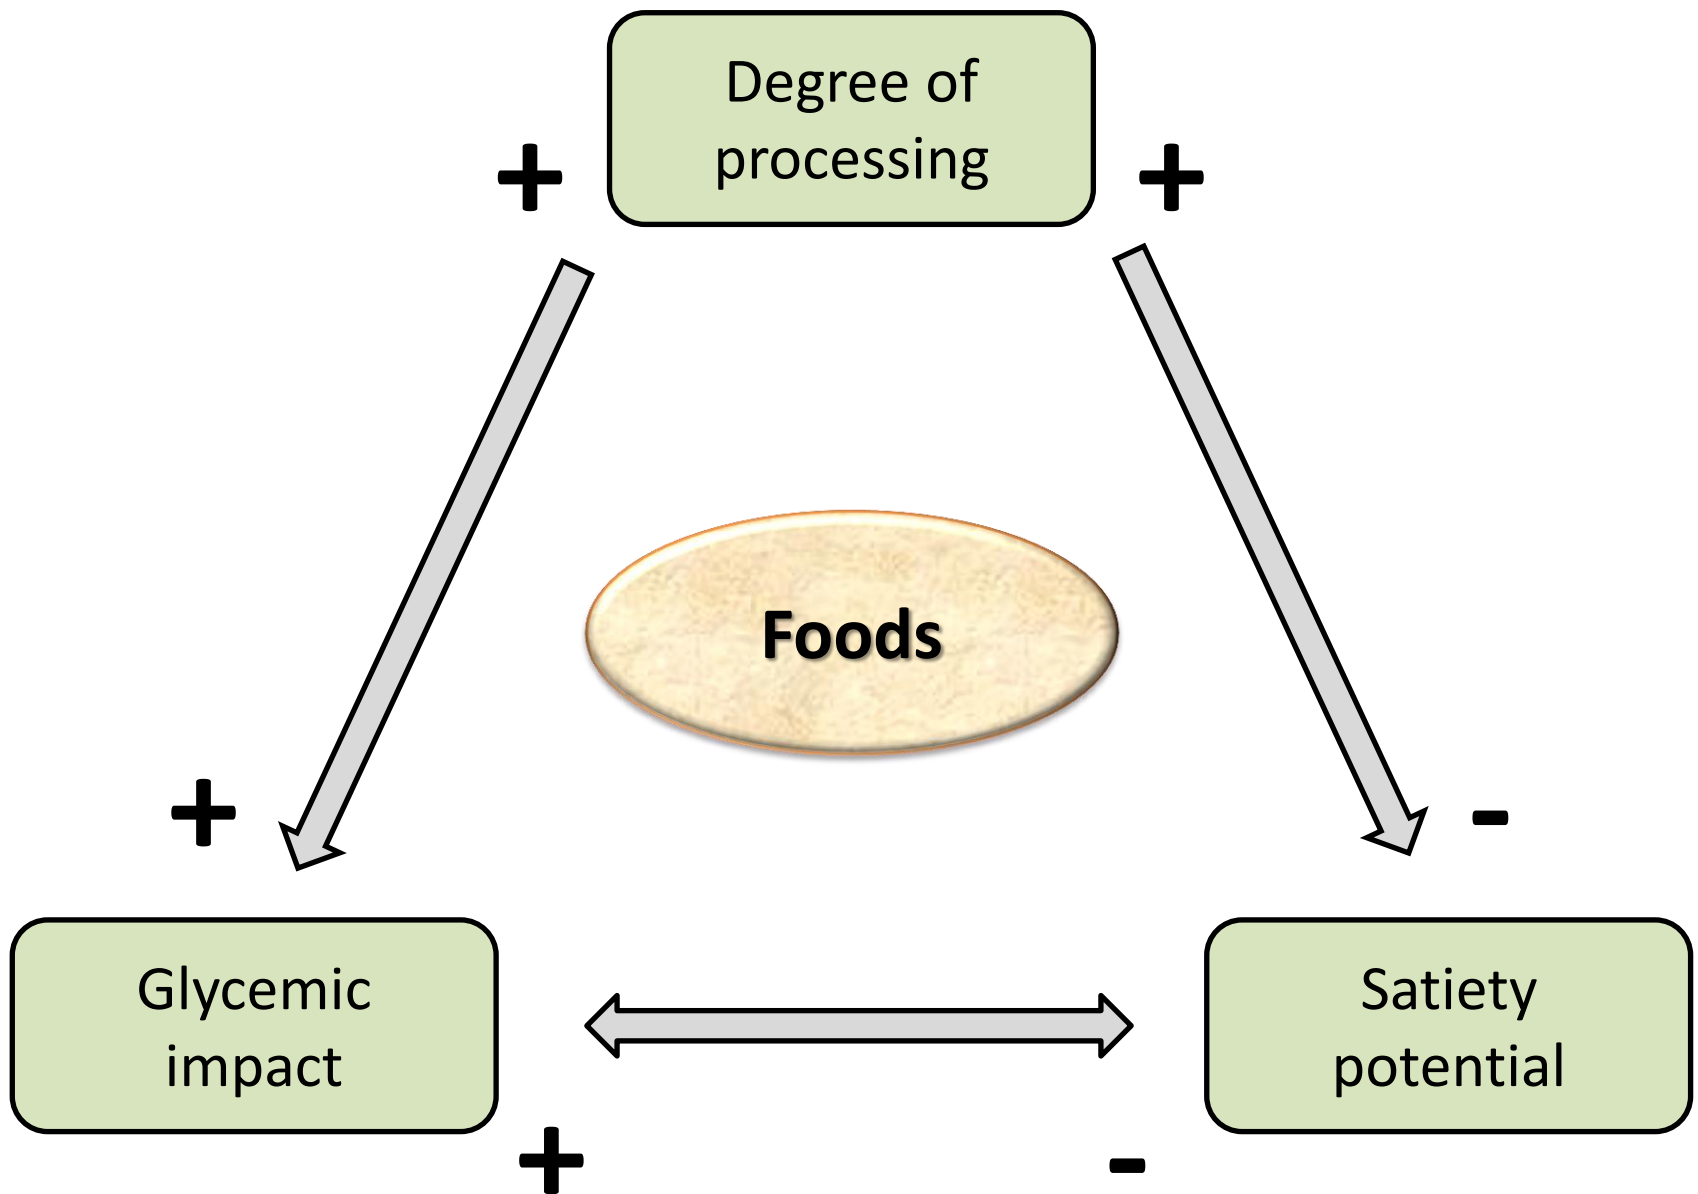 Degree of
processing
+
+
Foods
+
-
Glycemic
impact
Satiety
potential
+
-